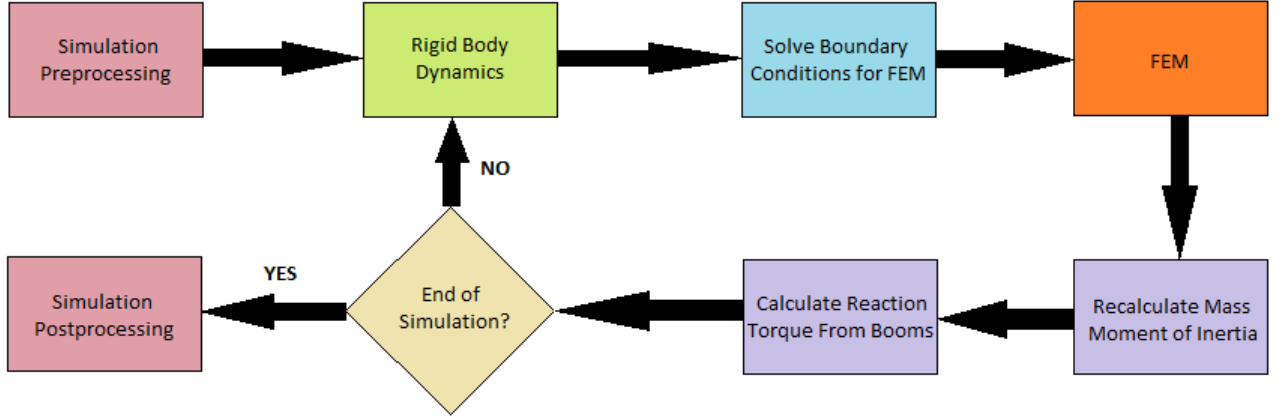 Simulation
Preprocessing
Rigid Body
Dynamics
Solve Boundary
Conditions for FEM
FEM
NO
YES
Simulation
Postprocessing
End of
Simulation?
Calculate Reaction
Torque From Booms
Recalculate Mass
Moment of Inertia